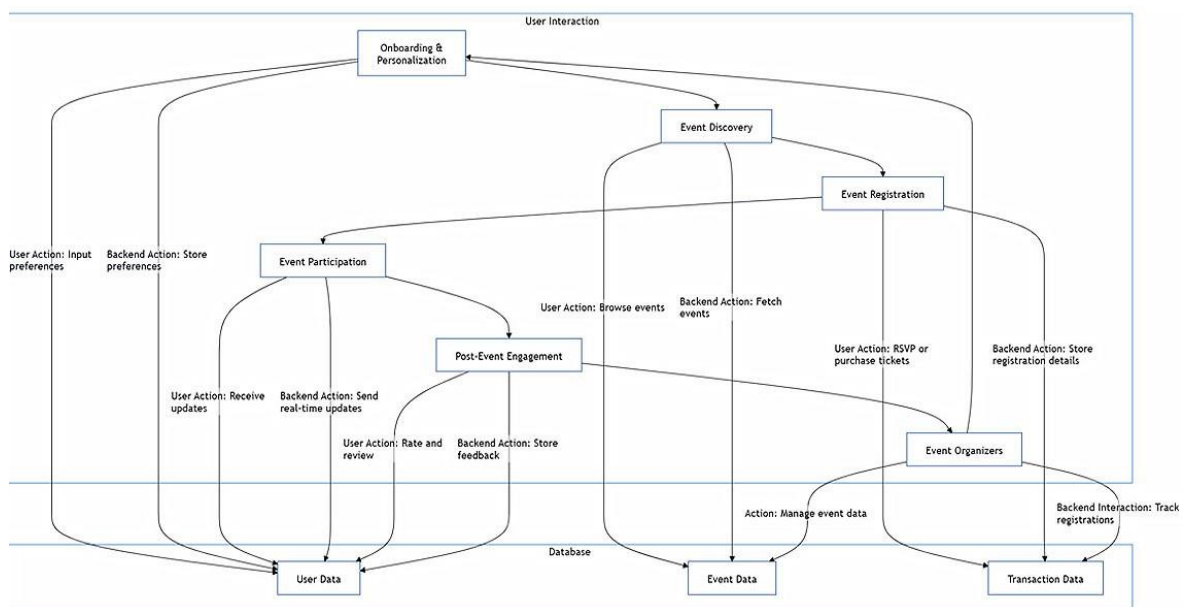 User Interaction
Onboarding &
Personalization
Event Discovery
Event Registration
User Action: Input
preferences
Backend Action: Store
preferences
Event Participation
User Action: Browse events
Backend Action: Fetch
events
Post-Event Engagement
User Action: RSVP or
purchase tickets
Backend Action: Store
registration details
User Action: Receive
updates
Backend Action: Send
real-time updates
User Action: Rate and
review
Backend Action: Store
feedback
Event Organizers
Action: Manage event data
Backend Interaction: Track
registrations
Database
User Data
Event Data
Transaction Data